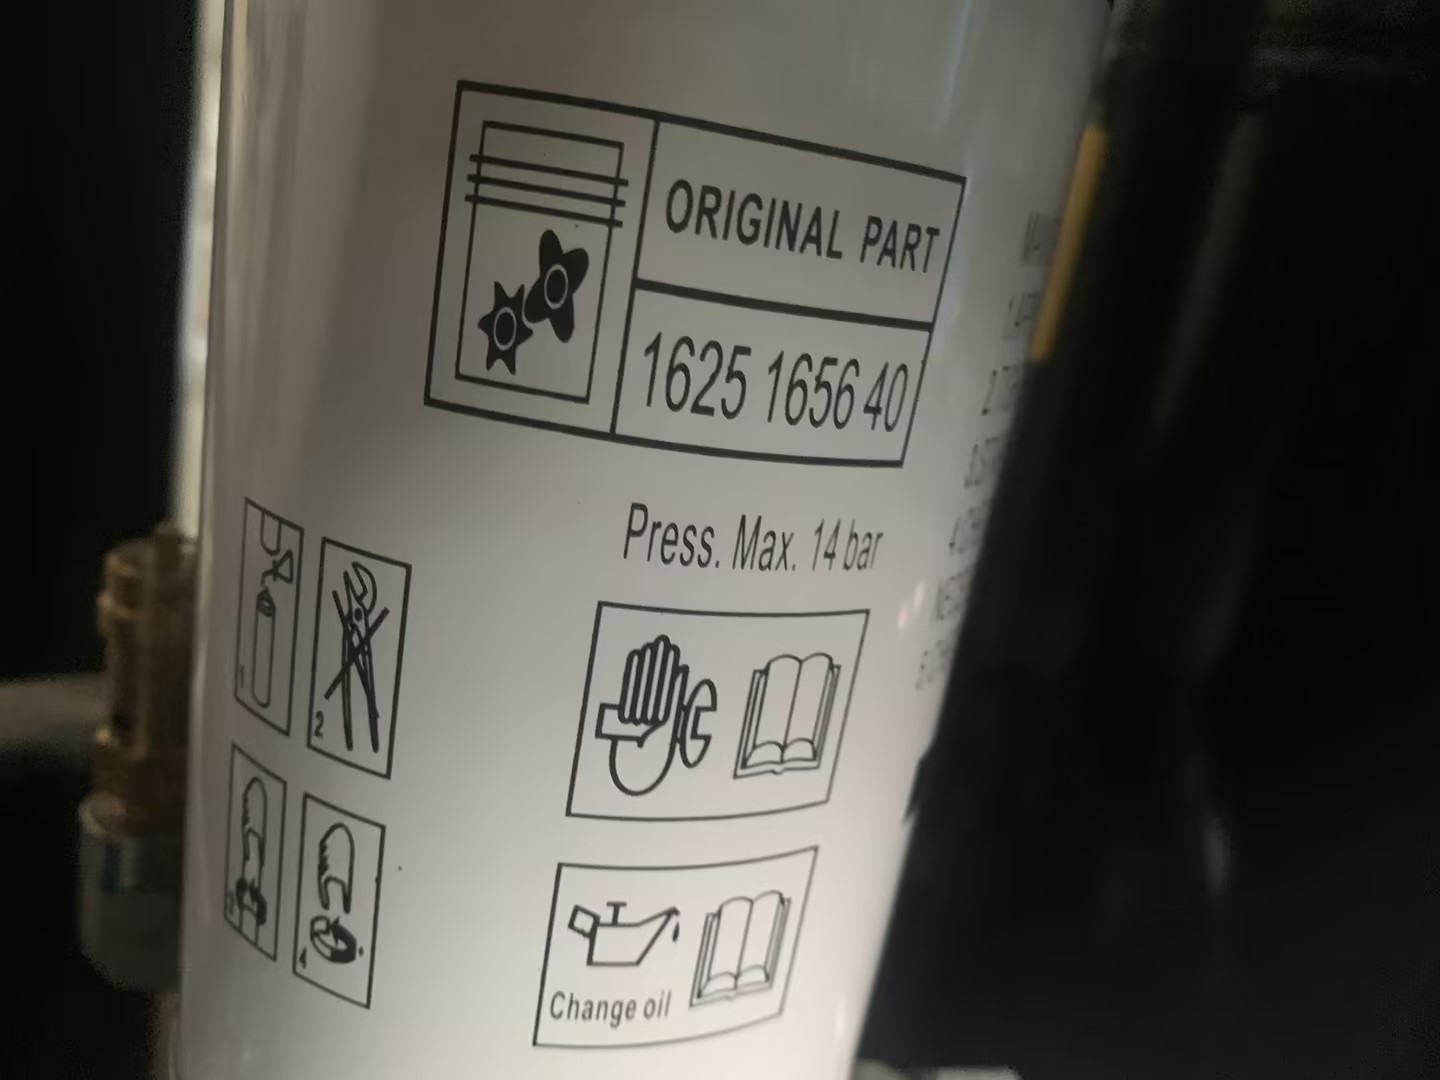 ORIGINAL PART
1625 1656 40
Press. Max. 14 bar
1
2
3
4
Change oil